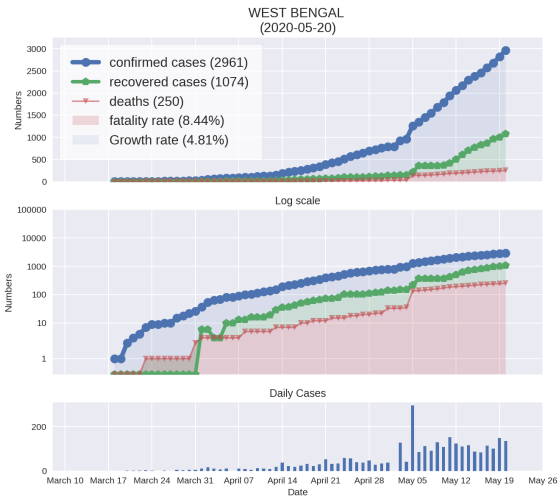 WEST BENGAL
(2020-05-20)
confirmed cases (2961)
recovered cases (1074)
deaths (250)
fatality rate (8.44%)
Growth rate (4.81%)
Numbers
3000
2500
2000
1500
1000
500
0
Log scale
Numbers
100000
10000
1000
100
10
1
Daily Cases
200
0
March 10 March 17 March 24 March 31 April 07 April 14 April 21 April 28 May 05 May 12 May 19 May 26
Date